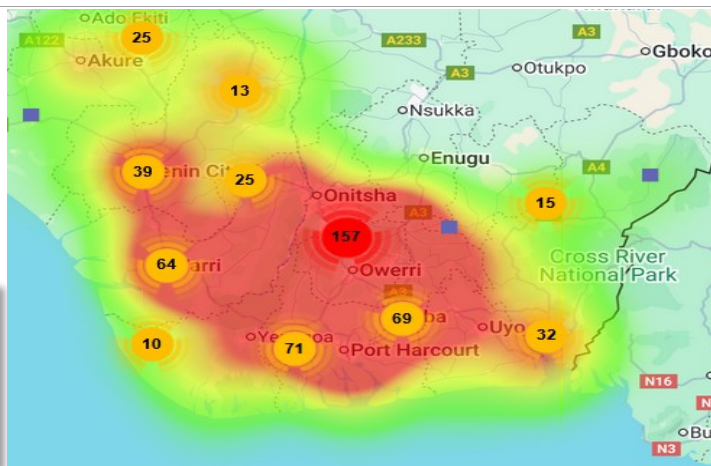 Ado Ekiti
25
A122
A233
A3
Gboko
Akure
A3
Otukpo
13
Nsukka
Enugu
A4
39
enin Cit
25
Onitsha
15
A3
157
64
arri
Owerri
Cross River
National Park
A3
69
ba
Uyo
32
10
Ye
oa
71
Port Harcourt
N16
N
Bu
N3